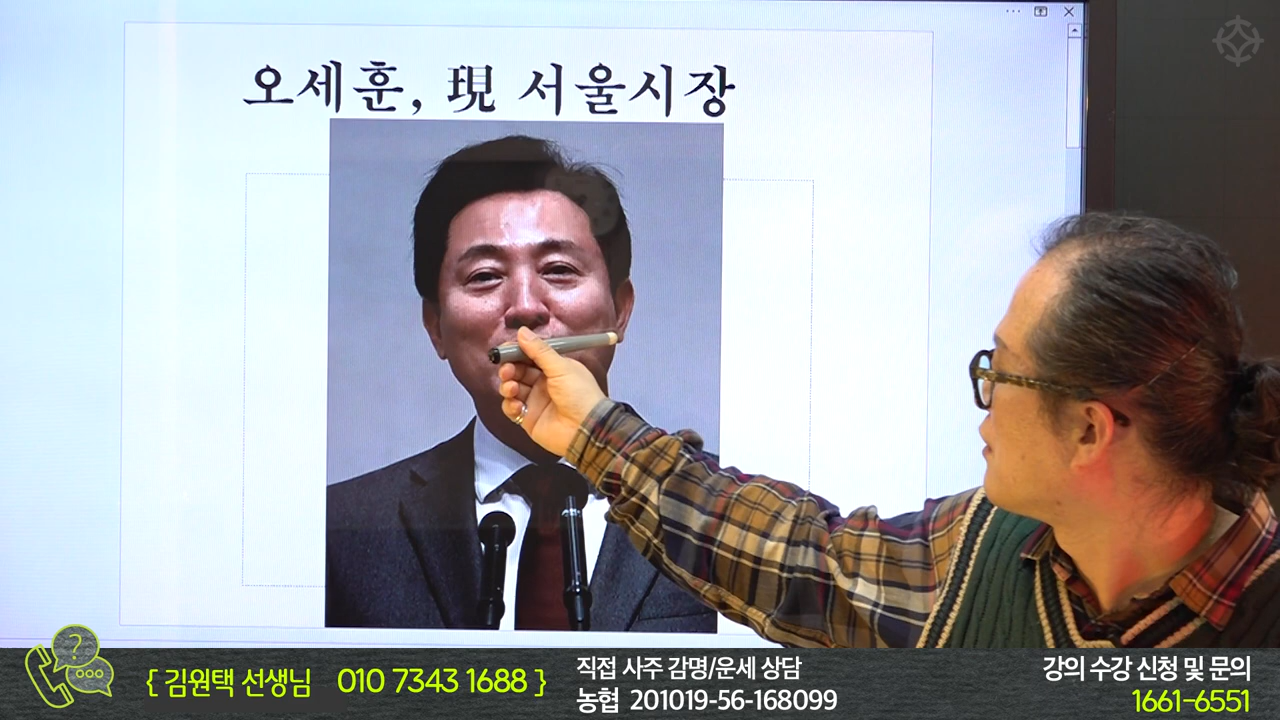 오세훈, 現 서울시장
?
{ 김원택 선생님 010 7343 1688 }
직접 사주 감명/운세 상담
농협 201019-56-168099
강의 수강 신청 및 문의
1661-6551